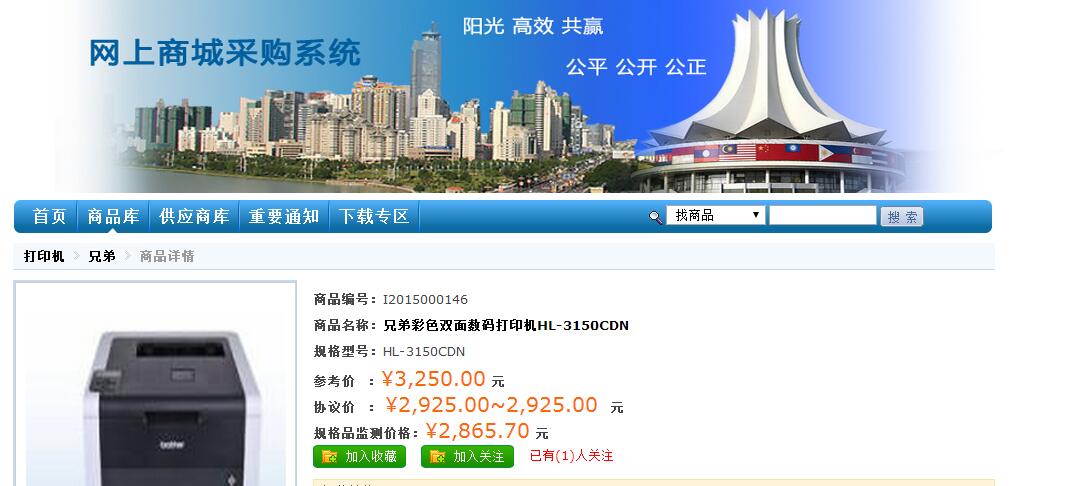 阳光 高效 共赢
网上商城采购系统
公平 公开 公正
首页 商品库 供应商库 重要通知 下载专区 找商品 搜索
打印机 兄弟 商品详情
商品编号：I2015000146
商品名称：兄弟彩色双面数码打印机HL-3150CDN
规格型号：HL-3150CDN
参考价 ：¥3,250.00 元
协议价 ：¥2,925.00~2,925.00 元
规格品监测价格：¥2,865.70 元
加入收藏 加入关注 已有(1)人关注
brother